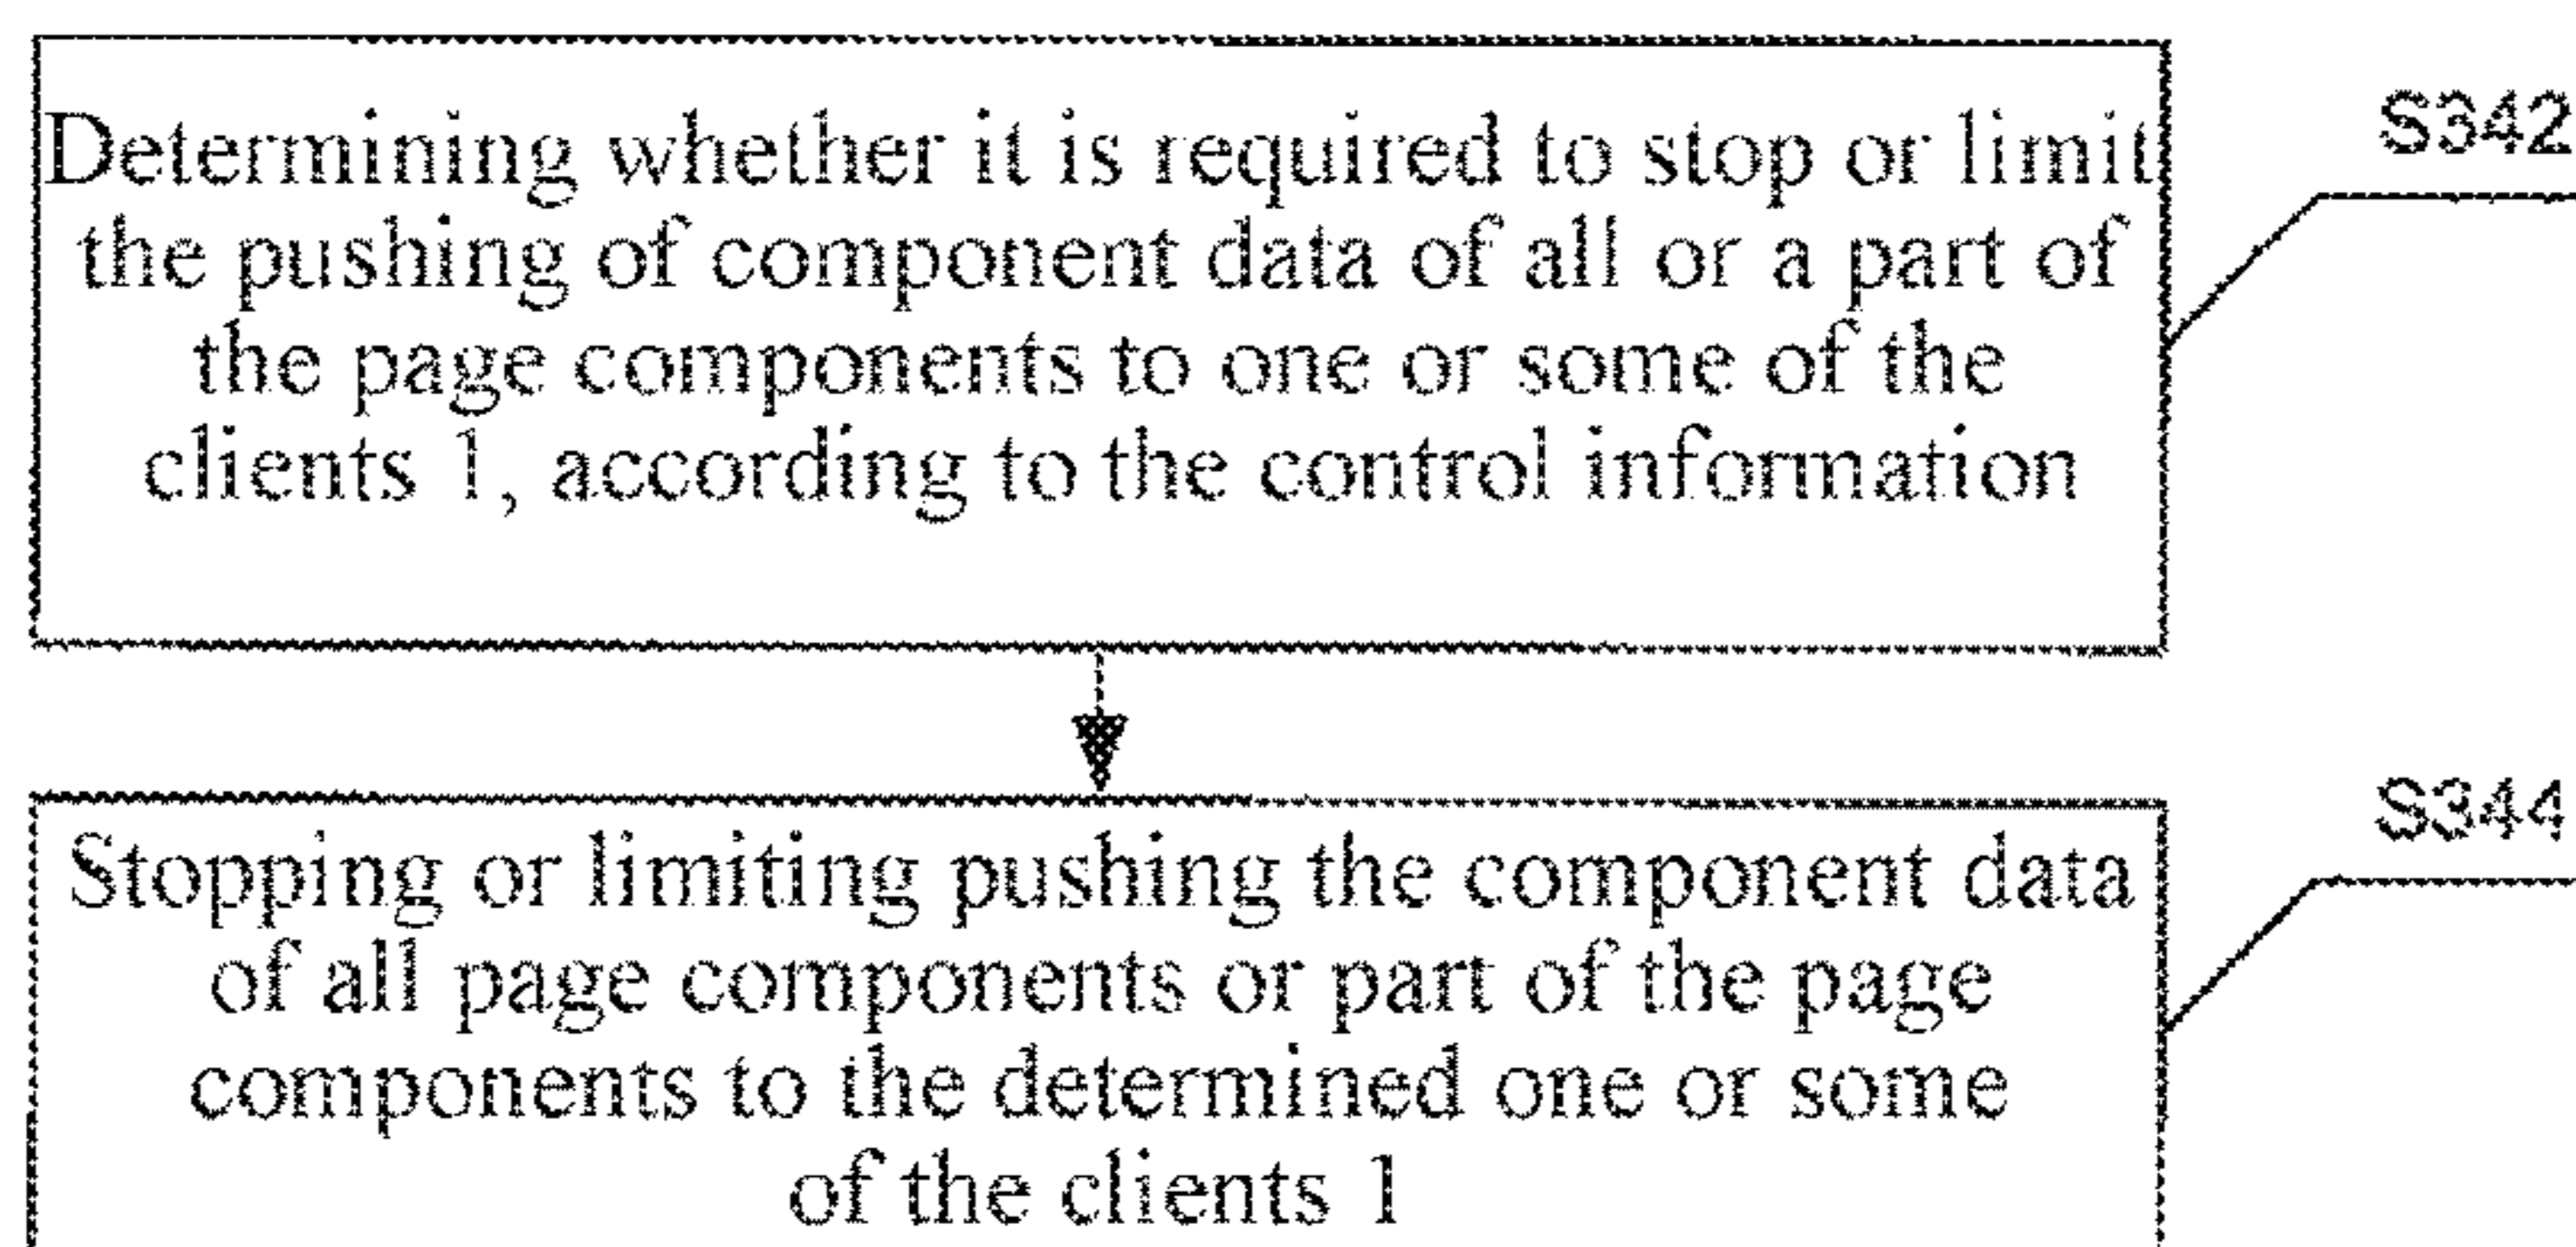 Determining whether it is required to stop or limit
the pushing of component data of all or a part of
the page components to one or some of the
clients 1, according to the control information
S342
Stopping or limiting pushing the component data
of all page components or part of the page
components to the determined one or some
of the clients 1
S344